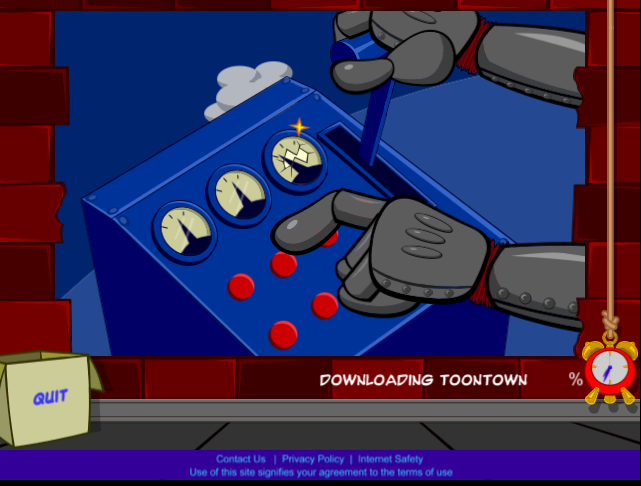 DOWNLOADING TOONTOWN %
QUIT
Contact Us | Privacy Policy | Internet Safety
Use of this site signifies your agreement to the terms of use